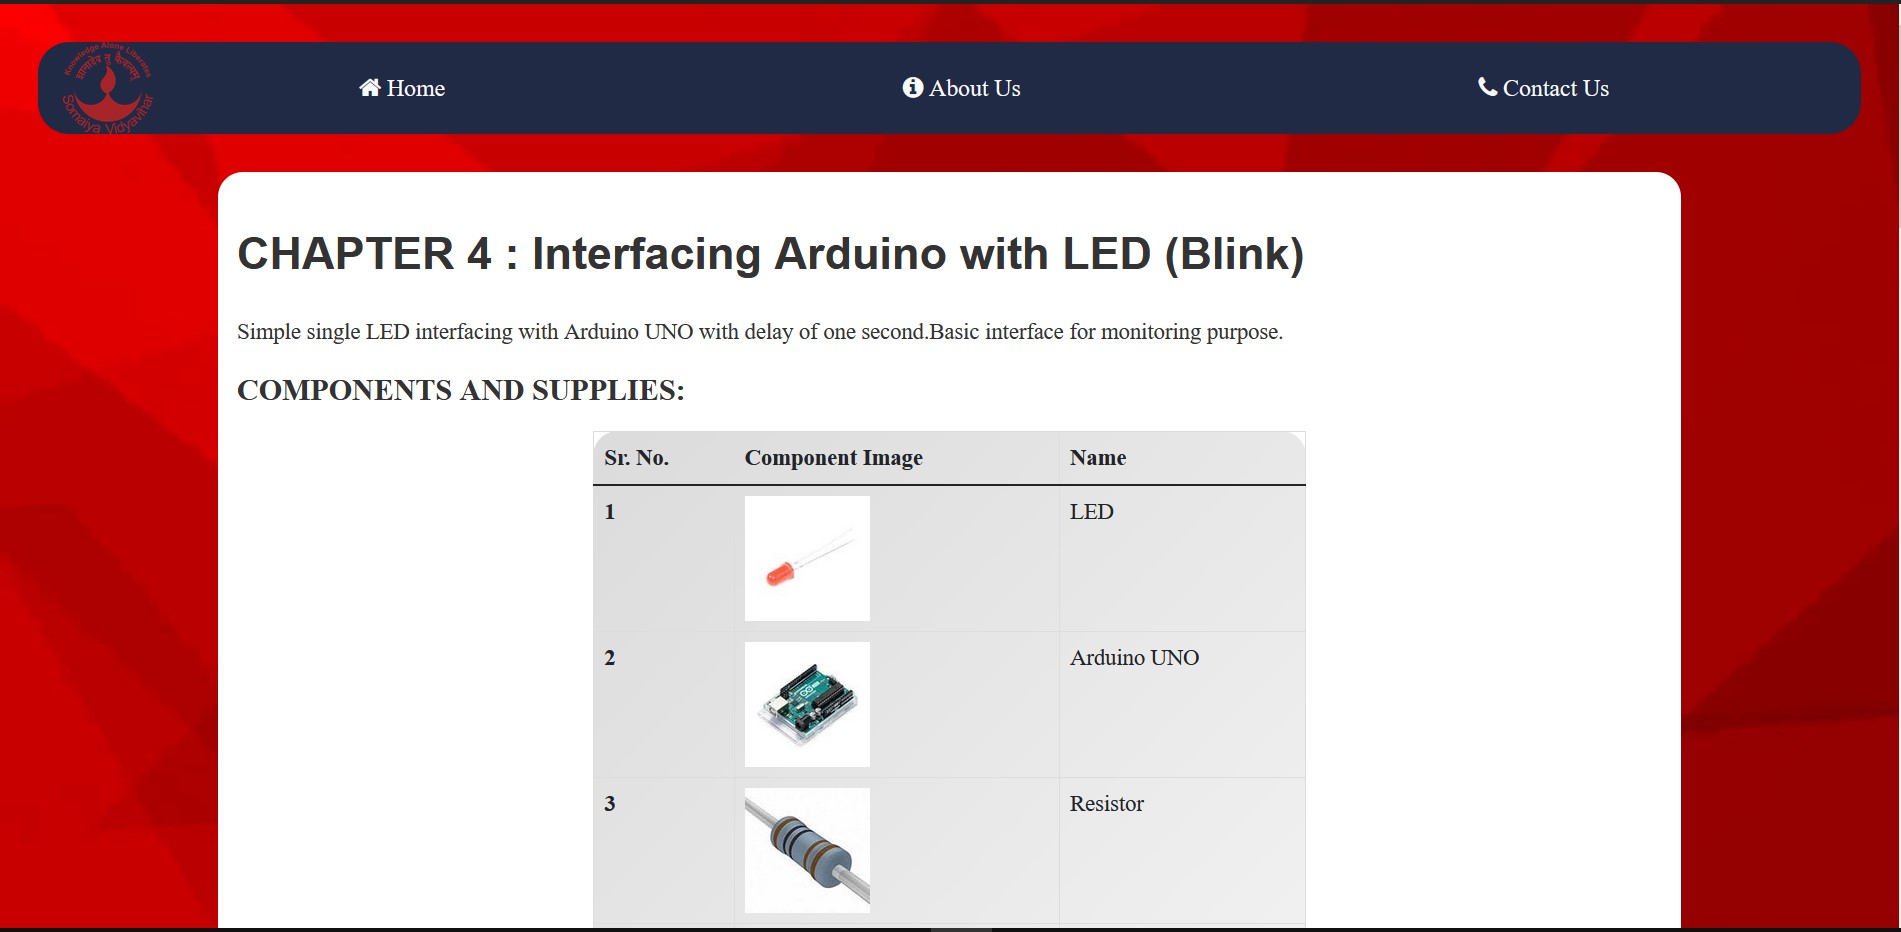 Knowledge Alone Liberates
ज्ञानादेव तु कैवल्यम्
Somaiya Vidyavihar
Home
About Us
Contact Us
CHAPTER 4 : Interfacing Arduino with LED (Blink)
Simple single LED interfacing with Arduino UNO with delay of one second.Basic interface for monitoring purpose.
COMPONENTS AND SUPPLIES:
Sr. No. Component Image Name
1 LED
2 Arduino UNO
3 Resistor